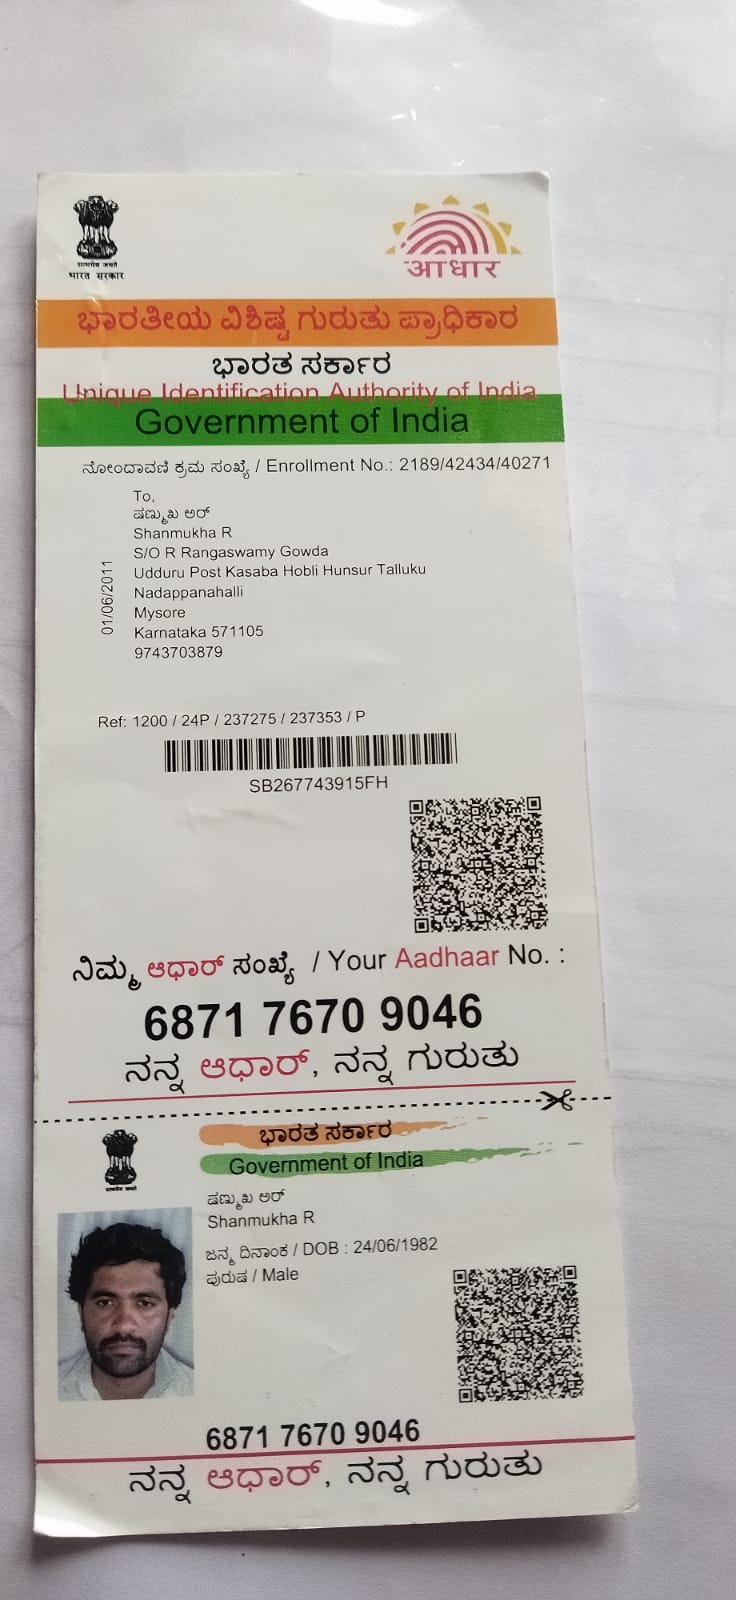 सत्यमेव जयते
भारत सरकार
आधार
ಭಾರತೀಯ ವಿಶಿಷ್ಟ ಗುರುತು ಪ್ರಾಧಿಕಾರ
ಭಾರತ ಸರ್ಕಾರ
Unique Identification Authority of India
Government of India
ನೋಂದಾವಣಿ ಕ್ರಮ ಸಂಖ್ಯೆ / Enrollment No.: 2189/42434/40271
To,
ಷಣ್ಮುಖ ಅರ್
Shanmukha R
S/O R Rangaswamy Gowda
Udduru Post Kasaba Hobli Hunsur Talluku
Nadappanahalli
Mysore
Karnataka 571105
9743703879
01/06/2011
Ref: 1200 / 24P / 237275 / 237353 / P
SB267743915FH
ನಿಮ್ಮ ಆಧಾರ್ ಸಂಖ್ಯೆ / Your Aadhaar No. :
6871 7670 9046
ನನ್ನ ಆಧಾರ್, ನನ್ನ ಗುರುತು
ಭಾರತ ಸರ್ಕಾರ
Government of India
ಷಣ್ಮುಖ ಅರ್
Shanmukha R
ಜನ್ಮ ದಿನಾಂಕ / DOB : 24/06/1982
ಪುರುಷ / Male
6871 7670 9046
ನನ್ನ ಆಧಾರ್, ನನ್ನ ಗುರುತು